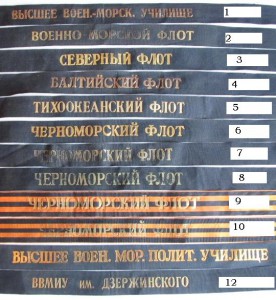 ВЫСШЕЕ ВОЕН.-МОРСК. УЧИЛИЩЕ 1
ВОЕННО МОРСКОЙ ФЛОТ 2
СЕВЕРНЫЙ ФЛОТ 3
БАЛТИЙСКИЙ ФЛОТ 4
ТИХООКЕАНСКИЙ ФЛОТ 5
ЧЕРНОМОРСКИЙ ФЛОТ 6
ЧЕРНОМОРСКИЙ ФЛОТ 7
ЧЕРНОМОРСКИЙ ФЛОТ 8
ЧЕРНОМОРСКИЙ ФЛОТ 9
ЧЕРНОМОРСКИЙ ФЛОТ 10
ВЫСШЕЕ ВОЕН. МОР. ПОЛИТ. УЧИЛИЩЕ
ВВМИУ им. ДЗЕРЖИНСКОГО 12